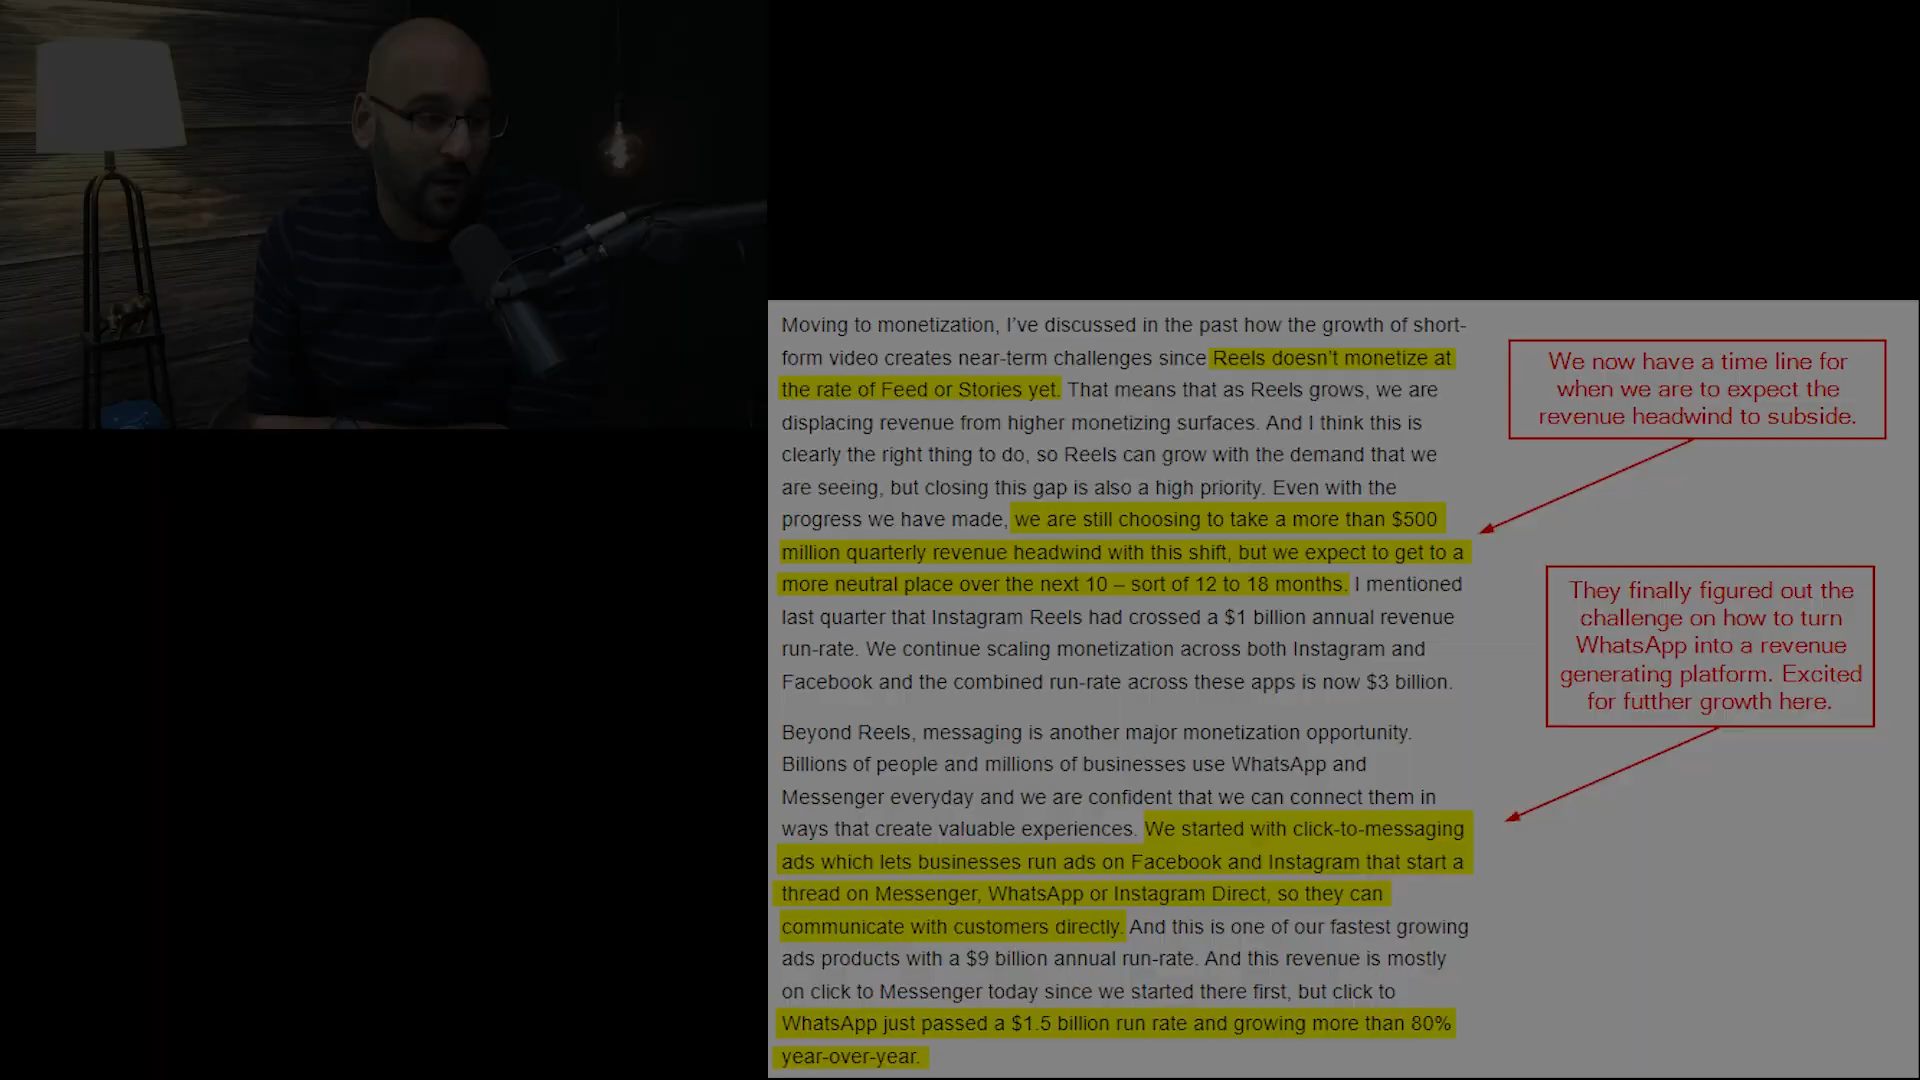 Moving to monetization, I've discussed in the past how the growth of short-
form video creates near-term challenges since Reels doesn't monetize at
the rate of Feed or Stories yet. That means that as Reels grows, we are
displacing revenue from higher monetizing surfaces. And I think this is
clearly the right thing to do, so Reels can grow with the demand that we
are seeing, but closing this gap is also a high priority. Even with the
progress we have made, we are still choosing to take a more than $500
million quarterly revenue headwind with this shift, but we expect to get to a
more neutral place over the next 10 – sort of 12 to 18 months. I mentioned
last quarter that Instagram Reels had crossed a $1 billion annual revenue
run-rate. We continue scaling monetization across both Instagram and
Facebook and the combined run-rate across these apps is now $3 billion.
Beyond Reels, messaging is another major monetization opportunity.
Billions of people and millions of businesses use WhatsApp and
Messenger everyday and we are confident that we can connect them in
ways that create valuable experiences. We started with click-to-messaging
ads which lets businesses run ads on Facebook and Instagram that start a
thread on Messenger, WhatsApp or Instagram Direct, so they can
communicate with customers directly. And this is one of our fastest growing
ads products with a $9 billion annual run-rate. And this revenue is mostly
on click to Messenger today since we started there first, but click to
WhatsApp just passed a $1.5 billion run rate and growing more than 80%
year-over-year.
We now have a time line for
when we are to expect the
revenue headwind to subside.
They finally figured out the
challenge on how to turn
WhatsApp into a revenue
generating platform. Excited
for futther growth here.